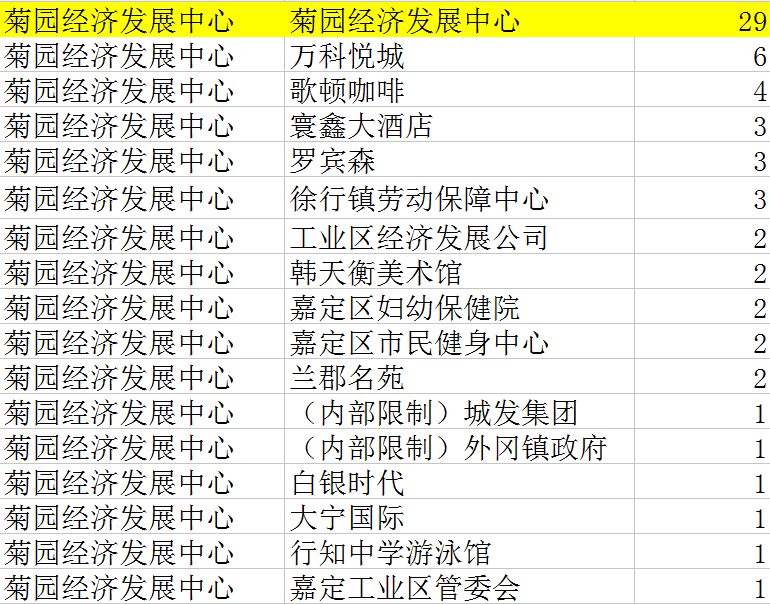 菊园经济发展中心 菊园经济发展中心 29
菊园经济发展中心 万科悦城 6
菊园经济发展中心 歌顿咖啡 4
菊园经济发展中心 寰鑫大酒店 3
菊园经济发展中心 罗宾森 3
菊园经济发展中心 徐行镇劳动保障中心 3
菊园经济发展中心 工业区经济发展公司 2
菊园经济发展中心 韩天衡美术馆 2
菊园经济发展中心 嘉定区妇幼保健院 2
菊园经济发展中心 嘉定区市民健身中心 2
菊园经济发展中心 兰郡名苑 2
菊园经济发展中心 （内部限制）城发集团 1
菊园经济发展中心 （内部限制）外冈镇政府 1
菊园经济发展中心 白银时代 1
菊园经济发展中心 大宁国际 1
菊园经济发展中心 行知中学游泳馆 1
菊园经济发展中心 嘉定工业区管委会 1